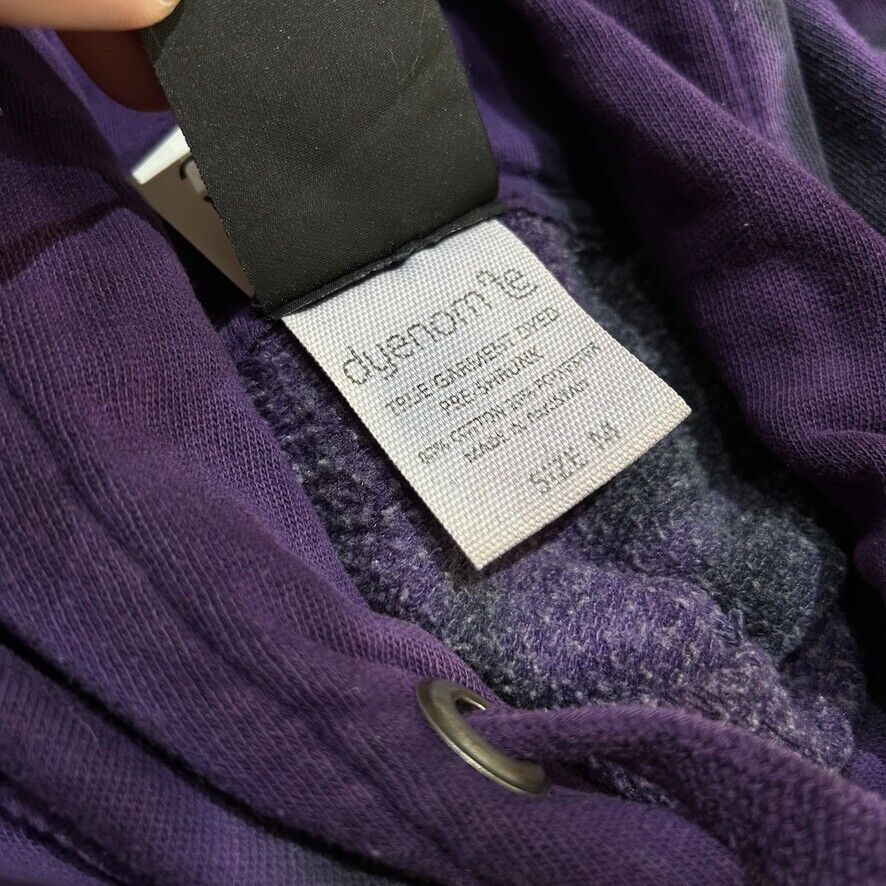 dyenomite
TRUE GARMENT DYED
PRE-SHRUNK
80% COTTON 20% POLYESTER
MADE IN PAKISTAN
SIZE M